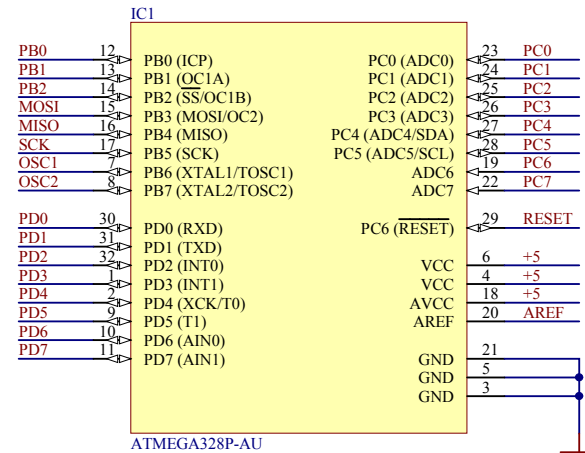 IC1
PB0 12 PB0 (ICP) PC0 (ADC0) 23 PC0
PB1 13 PB1 (OC1A) PC1 (ADC1) 24 PC1
PB2 14 PB2 (SS/OC1B) PC2 (ADC2) 25 PC2
MOSI 15 PB3 (MOSI/OC2) PC3 (ADC3) 26 PC3
MISO 16 PB4 (MISO) PC4 (ADC4/SDA) 27 PC4
SCK 17 PB5 (SCK) PC5 (ADC5/SCL) 28 PC5
OSC1 7 PB6 (XTAL1/TOSC1) ADC6 19 PC6
OSC2 8 PB7 (XTAL2/TOSC2) ADC7 22 PC7
PD0 30 PD0 (RXD) PC6 (RESET) 29 RESET
PD1 31 PD1 (TXD)
PD2 32 PD2 (INT0) VCC 6 +5
PD3 1 PD3 (INT1) VCC 4 +5
PD4 2 PD4 (XCK/T0) AVCC 18 +5
PD5 9 PD5 (T1) AREF 20 AREF
PD6 10 PD6 (AIN0)
PD7 11 PD7 (AIN1) GND 21
GND 5
GND 3
ATMEGA328P-AU